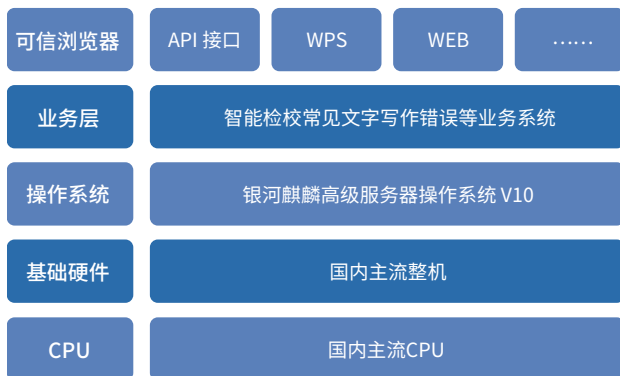 可信浏览器 API 接口 WPS WEB ……
业务层 智能检校常见文字写作错误等业务系统
操作系统 银河麒麟高级服务器操作系统 V10
基础硬件 国内主流整机
CPU 国内主流CPU